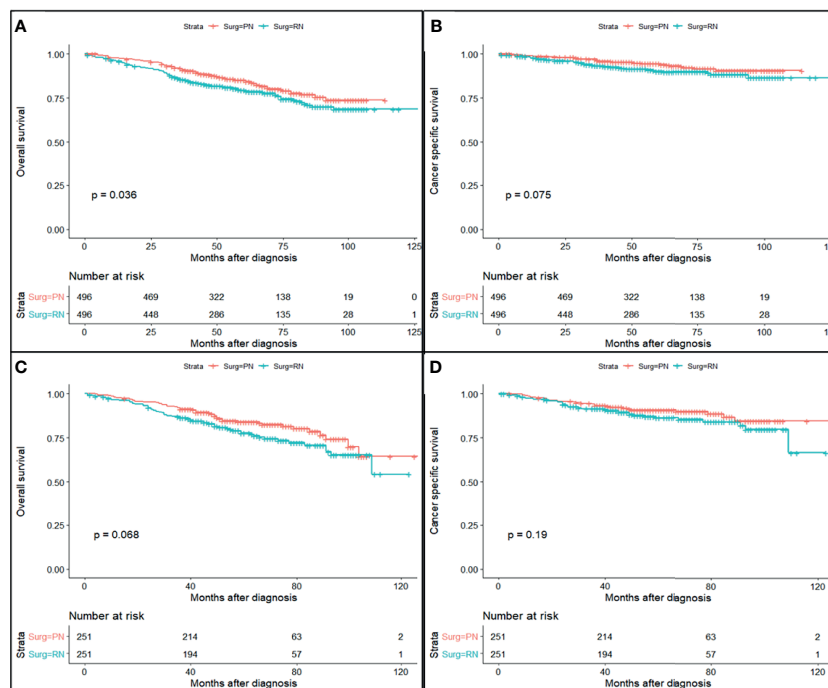 A
Strata Surg=PN Surg=RN
1.00
0.75
0.50
0.25
0.00
Overall survival
p = 0.036
0 25 50 75 100 125
Months after diagnosis
Number at risk
Strata
Surg=PN 496 469 322 138 19 0
Surg=RN 496 448 286 135 28 1
0 25 50 75 100 125
Months after diagnosis
B
Strata Surg=PN Surg=RN
1.00
0.75
0.50
0.25
0.00
Cancer specific survival
p = 0.075
0 25 50 75 100
Months after diagnosis
Number at risk
Strata
Surg=PN 496 469 322 138 19
Surg=RN 496 448 286 135 28
0 25 50 75 100
Months after diagnosis
C
Strata Surg=PN Surg=RN
1.00
0.75
0.50
0.25
0.00
Overall survival
p = 0.068
0 40 80 120
Months after diagnosis
Number at risk
Strata
Surg=PN 251 214 63 2
Surg=RN 251 194 57 1
0 40 80 120
Months after diagnosis
D
Strata Surg=PN Surg=RN
1.00
0.75
0.50
0.25
0.00
Cancer specific survival
p = 0.19
0 40 80 120
Months after diagnosis
Number at risk
Strata
Surg=PN 251 214 63 2
Surg=RN 251 194 57 1
0 40 80 120
Months after diagnosis